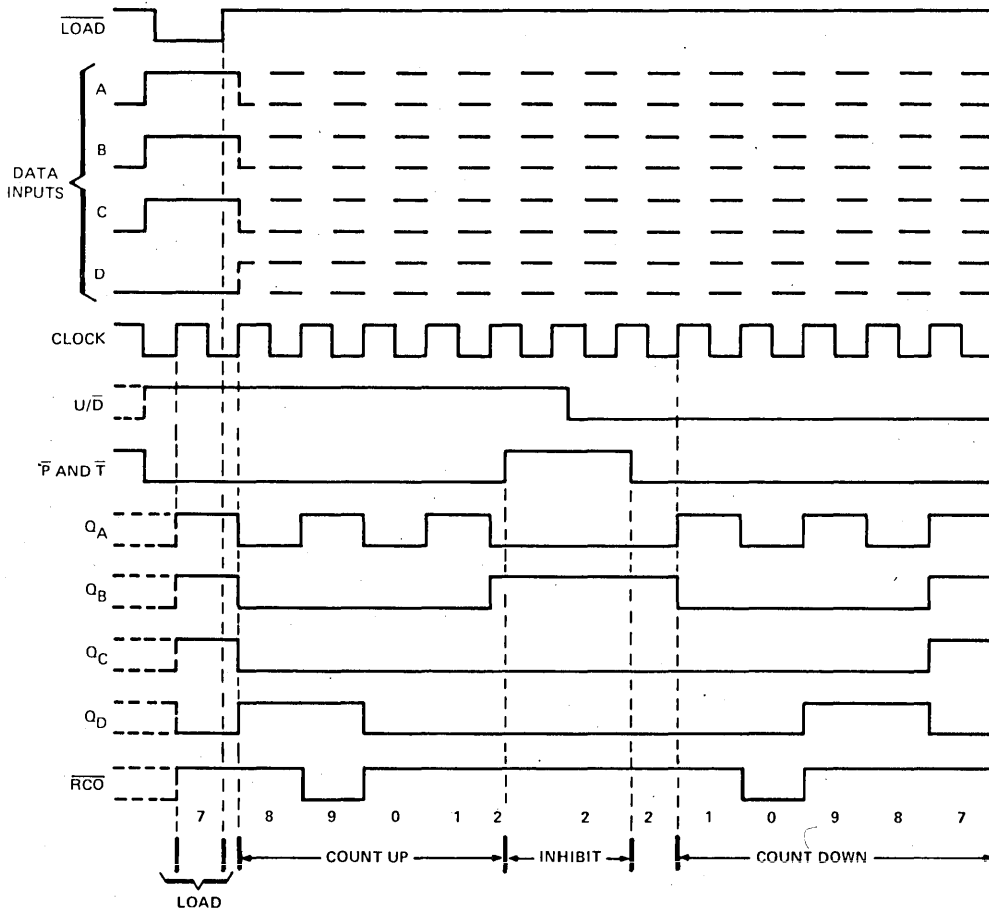 LOAD
A
B
DATA
INPUTS
C
D
CLOCK
U/D
P AND T
QA
QB
QC
QD
RCO
7 8 9 0 1 2 2 2 1 0 9 8 7
COUNT UP INHIBIT COUNT DOWN
LOAD